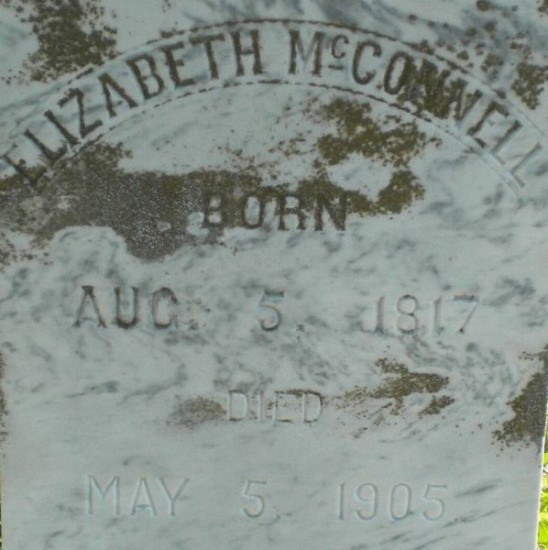 ELIZABETH McCONNELL
BORN
AUG. 5, 1817
DIED
MAY 5, 1905